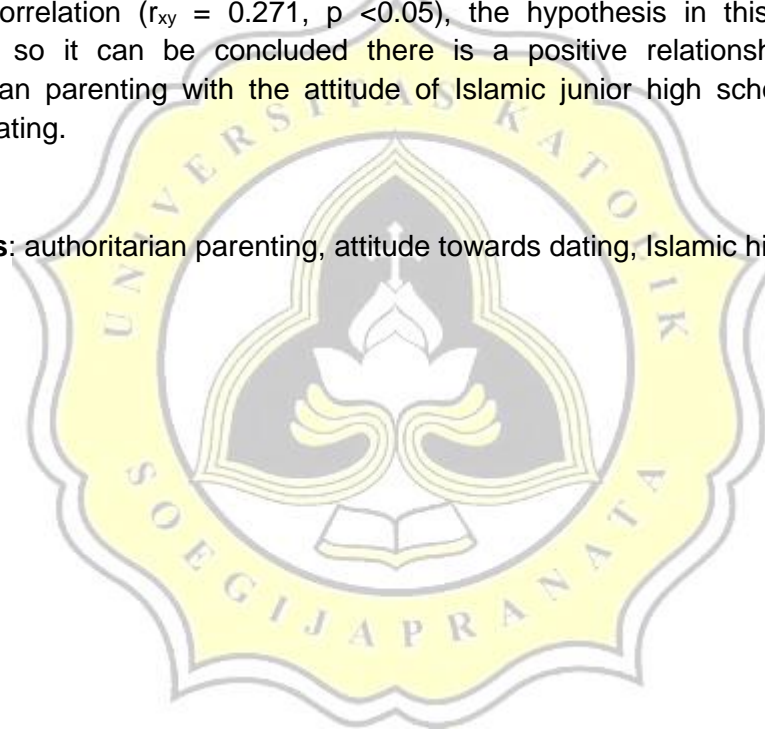 orrelation (rxy = 0.271, p <0.05), the hypothesis in this
so it can be concluded there is a positive relationsh
an parenting with the attitude of Islamic junior high scho
ating.
s: authoritarian parenting, attitude towards dating, Islamic hi
UNIVERSITAS KATOLIK
SOEGIJAPRANATA